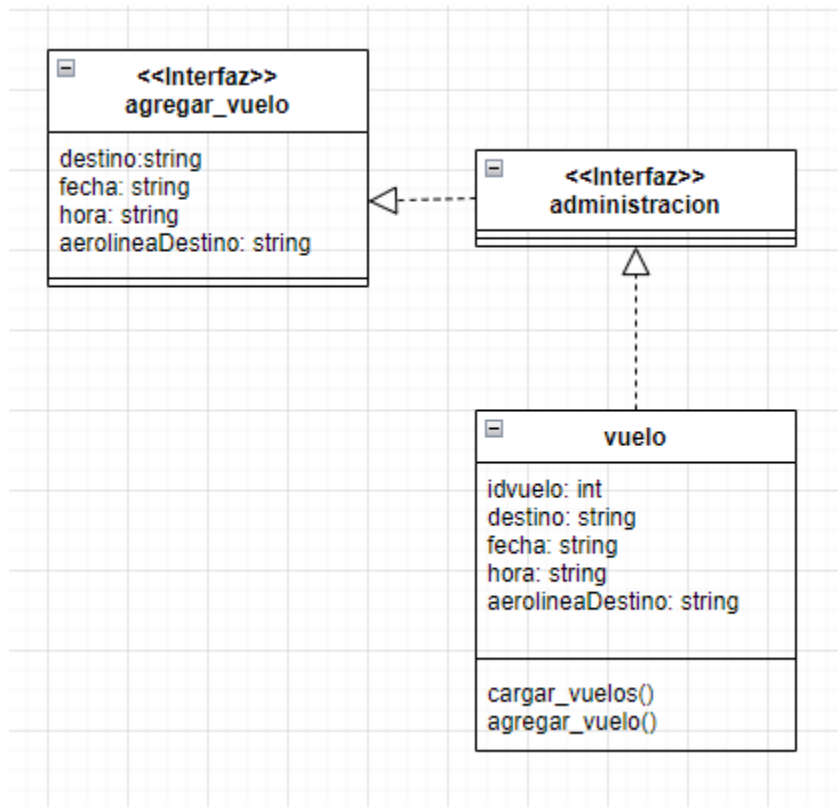 <<Interfaz>>
agregar_vuelo
destino:string
fecha: string
hora: string
aerolineaDestino: string
<<Interfaz>>
administracion
vuelo
idvuelo: int
destino: string
fecha: string
hora: string
aerolineaDestino: string
cargar_vuelos()
agregar_vuelo()